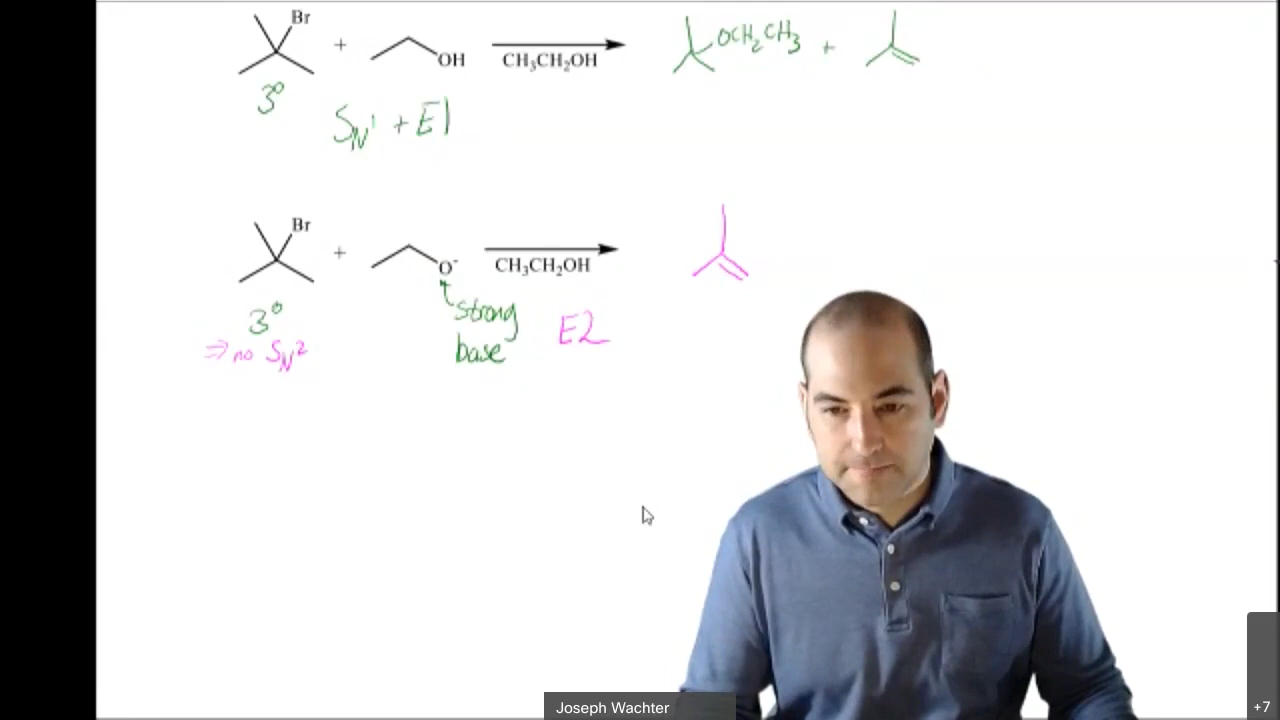 Br
+ OH CH₃CH₂OH OCH₂CH₃ +
3°
SN1 + E1
Br
+ O⁻ CH₃CH₂OH
3° strong
⇒ no SN2 base E2
Joseph Wachter
+7